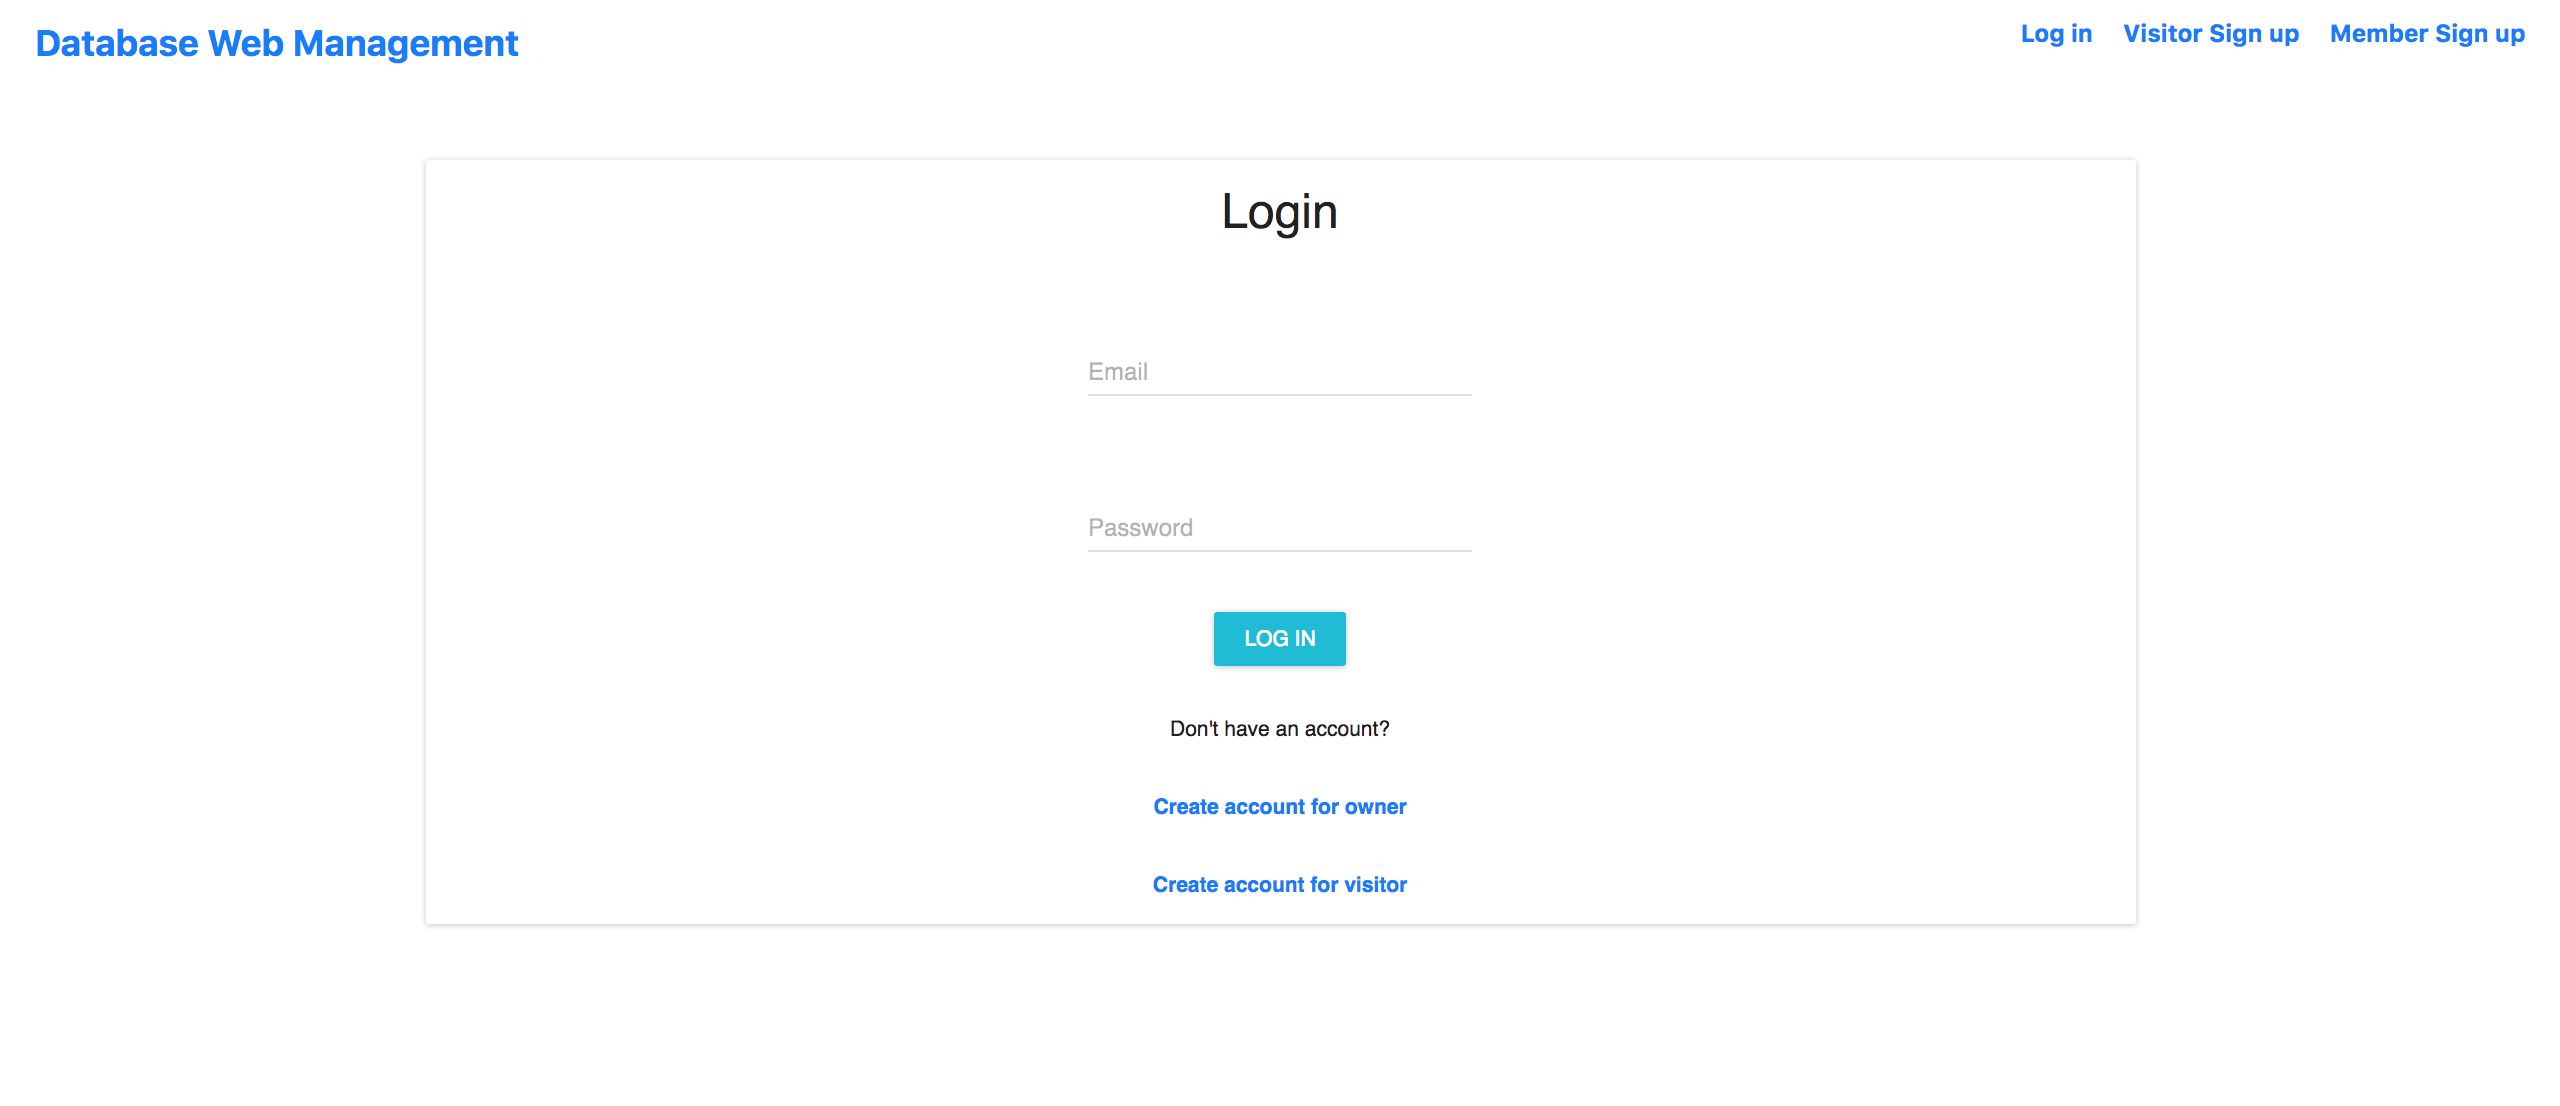 Database Web Management
Log in Visitor Sign up Member Sign up
Login
Email
Password
LOG IN
Don't have an account?
Create account for owner
Create account for visitor